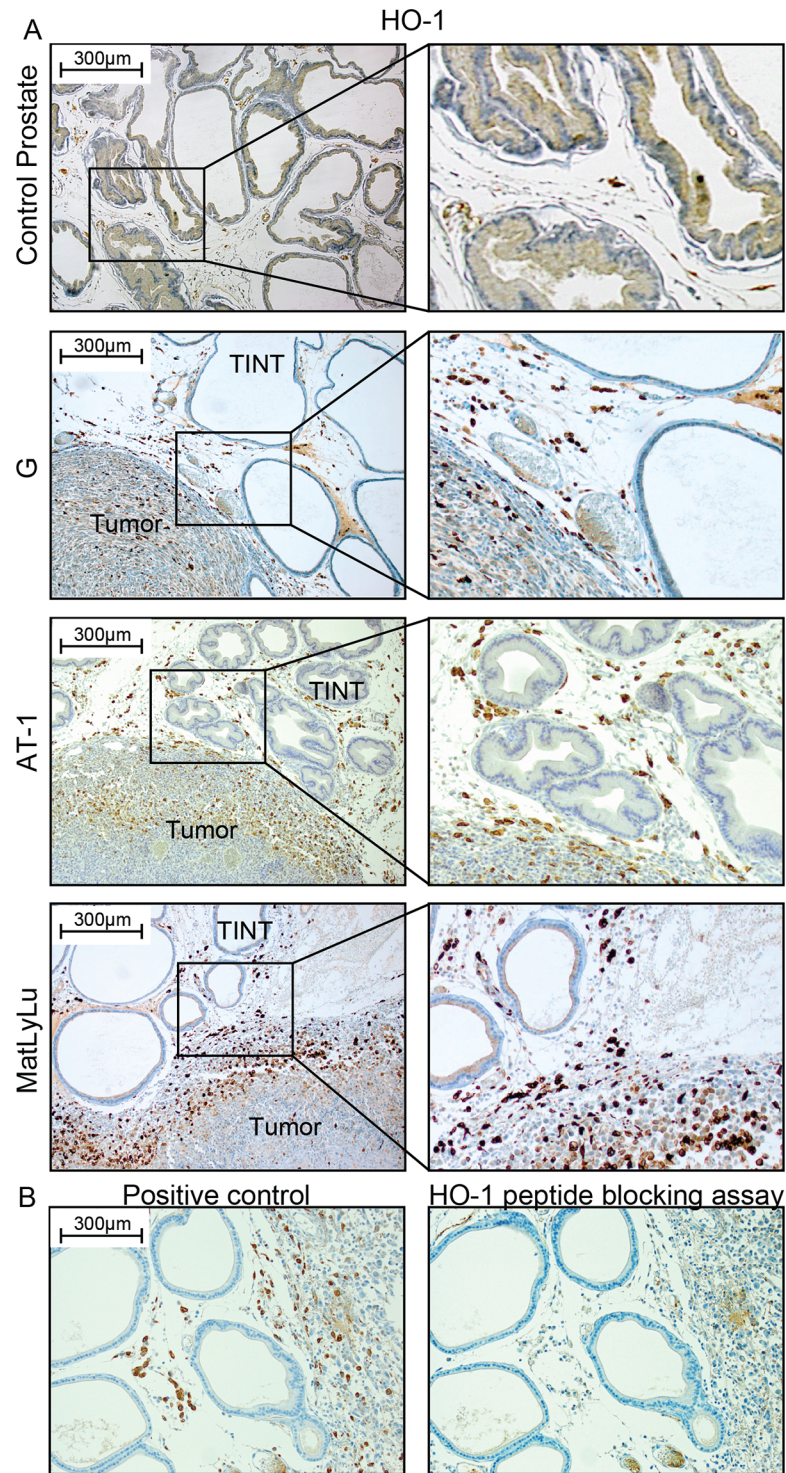 HO-1
A
Control Prostate
300µm
G
300µm
TINT
Tumor
AT-1
300µm
TINT
Tumor
MatLyLu
300µm
TINT
Tumor
B
Positive control
HO-1 peptide blocking assay
300µm